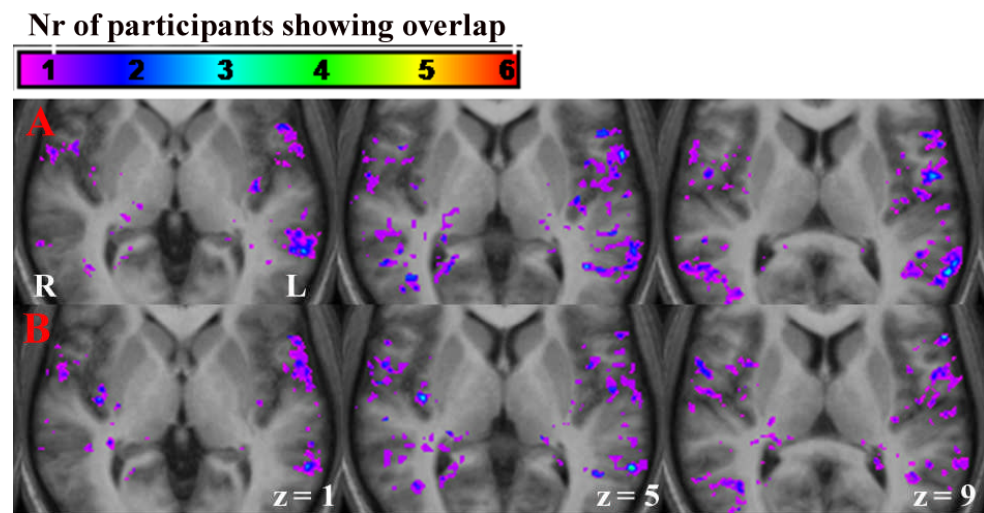 Nr of participants showing overlap
1 2 3 4 5 6
A
R L
B
z = 1 z = 5 z = 9